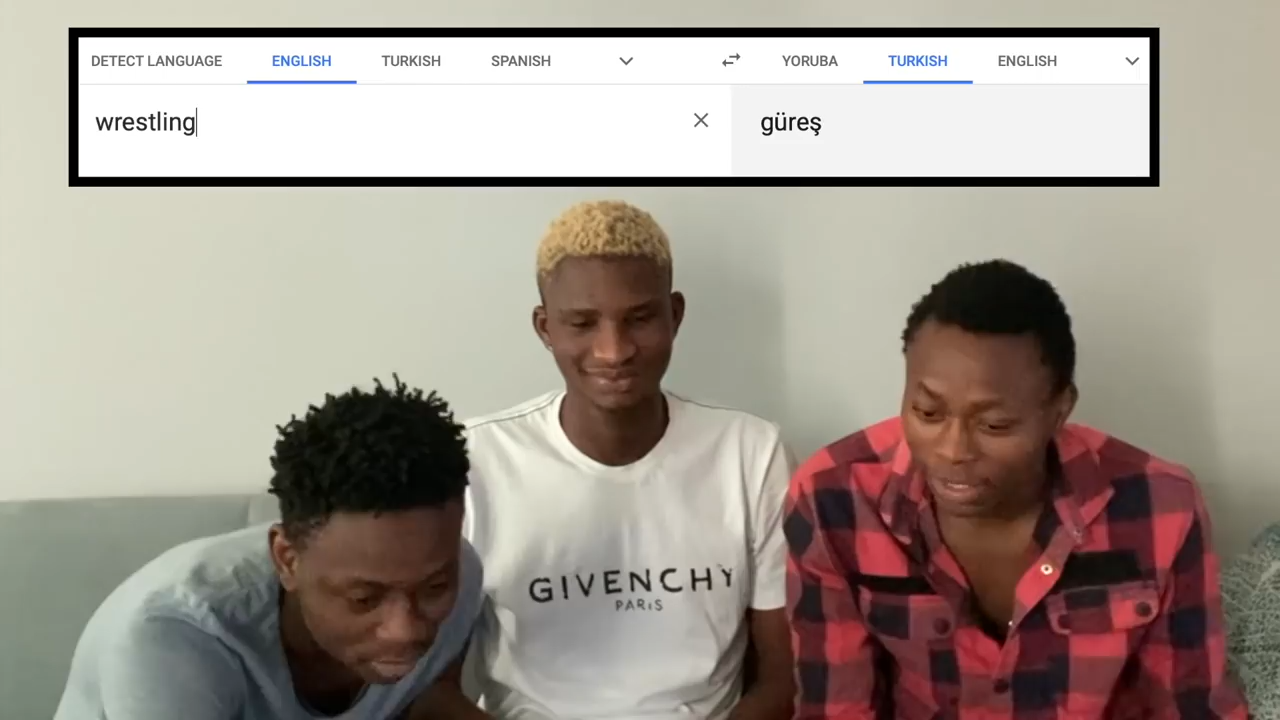 DETECT LANGUAGE ENGLISH TURKISH SPANISH YORUBA TURKISH ENGLISH
wrestling güreş
GIVENCHY
PARIS